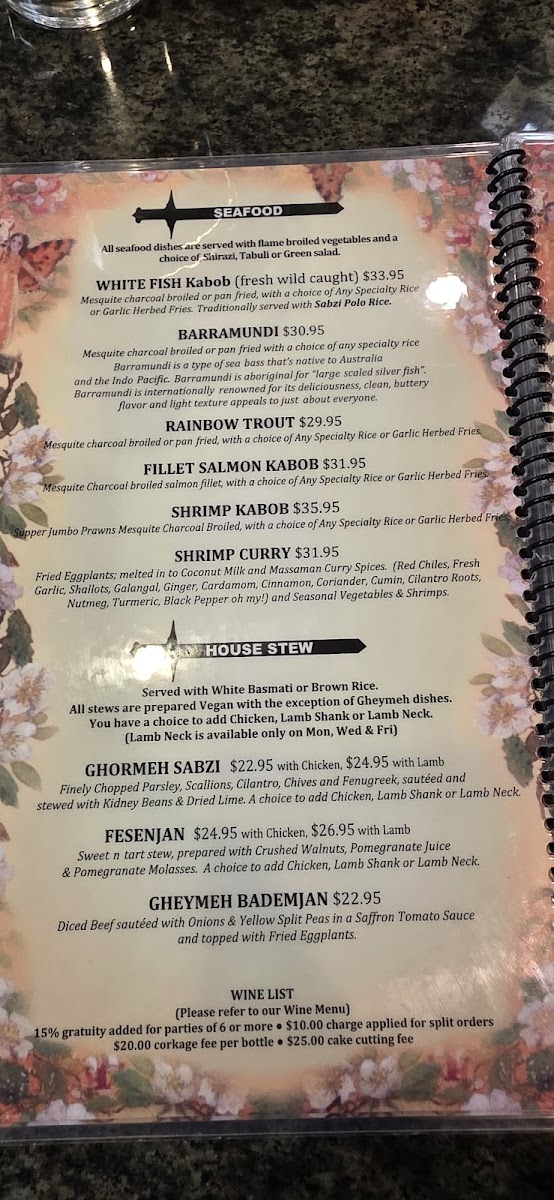 SEAFOOD
All seafood dishes are served with flame broiled vegetables and a
choice of Shirazi, Tabuli or Green salad.
WHITE FISH Kabob (fresh wild caught) $33.95
Mesquite charcoal broiled or pan fried, with a choice of Any Specialty Rice
or Garlic Herbed Fries. Traditionally served with Sabzi Polo Rice.
BARRAMUNDI $30.95
Mesquite charcoal broiled or pan fried with a choice of any specialty rice
Barramundi is a type of sea bass that's native to Australia
and the Indo Pacific. Barramundi is aboriginal for "large scaled silver fish".
Barramundi is internationally renowned for its deliciousness, clean, buttery
flavor and light texture appeals to just about everyone.
RAINBOW TROUT $29.95
Mesquite charcoal broiled or pan fried, with a choice of Any Specialty Rice or Garlic Herbed Fries.
FILLET SALMON KABOB $31.95
Mesquite Charcoal broiled salmon fillet, with a choice of Any Specialty Rice or Garlic Herbed Fries.
SHRIMP KABOB $35.95
Supper Jumbo Prawns Mesquite Charcoal Broiled, with a choice of Any Specialty Rice or Garlic Herbed Fries.
SHRIMP CURRY $31.95
Fried Eggplants; melted in to Coconut Milk and Massaman Curry Spices. (Red Chiles, Fresh
Garlic, Shallots, Galangal, Ginger, Cardamom, Cinnamon, Coriander, Cumin, Cilantro Roots,
Nutmeg, Turmeric, Black Pepper oh my!) and Seasonal Vegetables & Shrimps.
HOUSE STEW
Served with White Basmati or Brown Rice.
All stews are prepared Vegan with the exception of Gheymeh dishes.
You have a choice to add Chicken, Lamb Shank or Lamb Neck.
(Lamb Neck is available only on Mon, Wed & Fri)
GHORMEH SABZI $22.95 with Chicken, $24.95 with Lamb
Finely Chopped Parsley, Scallions, Cilantro, Chives and Fenugreek, sautéed and
stewed with Kidney Beans & Dried Lime. A choice to add Chicken, Lamb Shank or Lamb Neck.
FESENJAN $24.95 with Chicken, $26.95 with Lamb
Sweet n tart stew, prepared with Crushed Walnuts, Pomegranate Juice
& Pomegranate Molasses. A choice to add Chicken, Lamb Shank or Lamb Neck.
GHEYMEH BADEMJAN $22.95
Diced Beef sautéed with Onions & Yellow Split Peas in a Saffron Tomato Sauce
and topped with Fried Eggplants.
WINE LIST
(Please refer to our Wine Menu)
15% gratuity added for parties of 6 or more • $10.00 charge applied for split orders
$20.00 corkage fee per bottle • $25.00 cake cutting fee